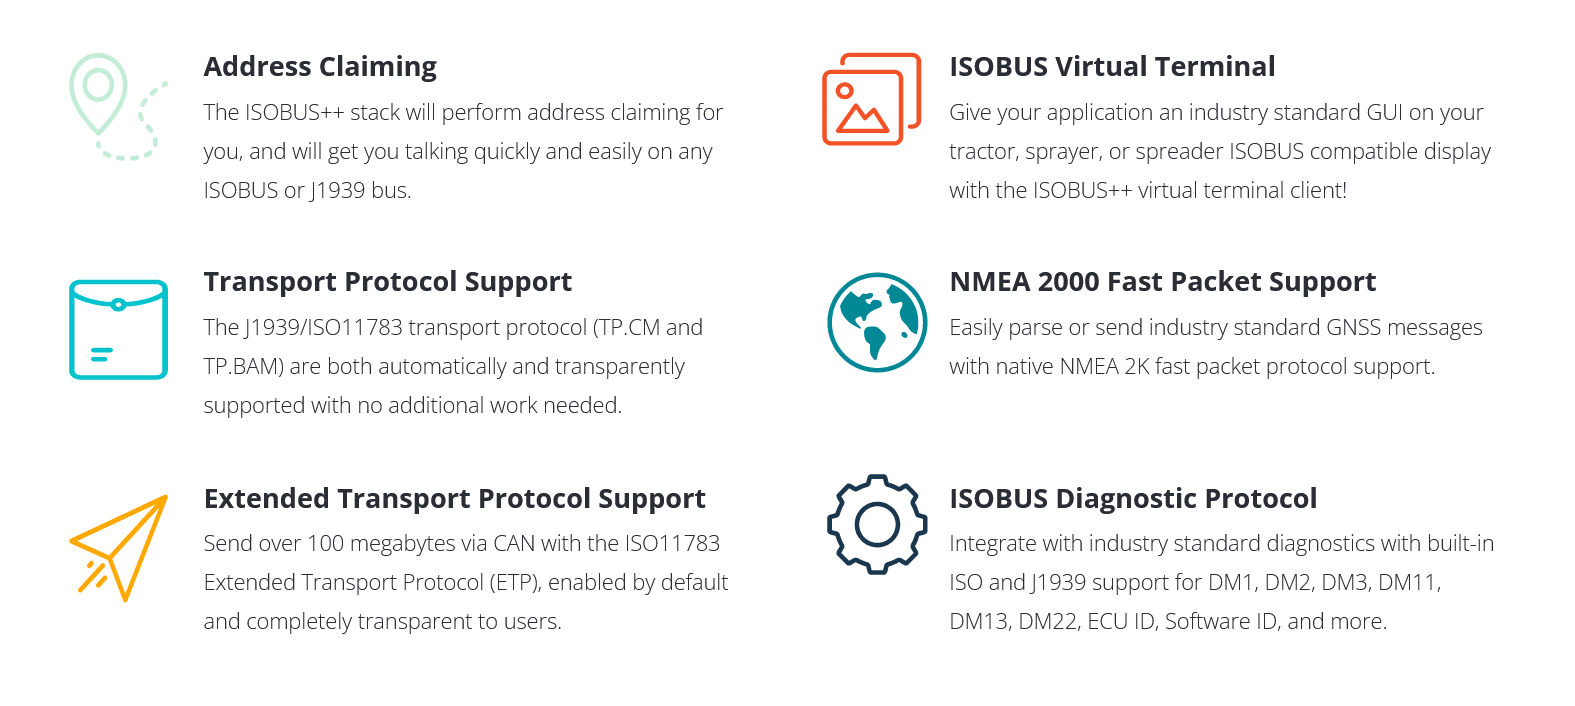 Address Claiming
The ISOBUS++ stack will perform address claiming for
you, and will get you talking quickly and easily on any
ISOBUS or J1939 bus.
ISOBUS Virtual Terminal
Give your application an industry standard GUI on your
tractor, sprayer, or spreader ISOBUS compatible display
with the ISOBUS++ virtual terminal client!
Transport Protocol Support
The J1939/ISO11783 transport protocol (TP.CM and
TP.BAM) are both automatically and transparently
supported with no additional work needed.
NMEA 2000 Fast Packet Support
Easily parse or send industry standard GNSS messages
with native NMEA 2K fast packet protocol support.
Extended Transport Protocol Support
Send over 100 megabytes via CAN with the ISO11783
Extended Transport Protocol (ETP), enabled by default
and completely transparent to users.
ISOBUS Diagnostic Protocol
Integrate with industry standard diagnostics with built-in
ISO and J1939 support for DM1, DM2, DM3, DM11,
DM13, DM22, ECU ID, Software ID, and more.